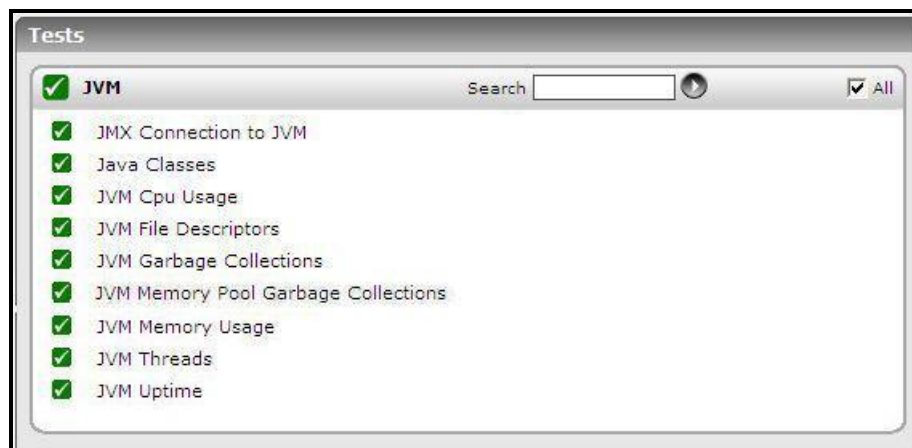 Tests
JVM Search All
JMX Connection to JVM
Java Classes
JVM Cpu Usage
JVM File Descriptors
JVM Garbage Collections
JVM Memory Pool Garbage Collections
JVM Memory Usage
JVM Threads
JVM Uptime